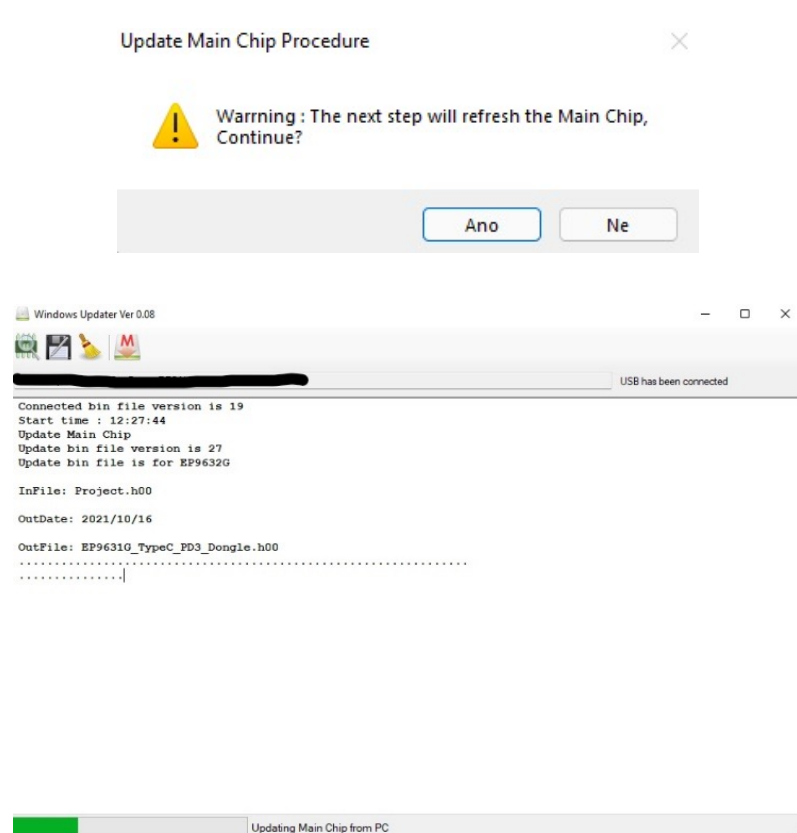 Update Main Chip Procedure
Warrning : The next step will refresh the Main Chip,
Continue?
Ano
Ne
Windows Updater Ver 0.08
M
USB has been connected
Connected bin file version is 19
Start time : 12:27:44
Update Main Chip
Update bin file version is 27
Update bin file is for EP9632G
InFile: Project.h00
OutDate: 2021/10/16
OutFile: EP9631G_TypeC_PD3_Dongle.h00
................................................................
...............
Updating Main Chip from PC